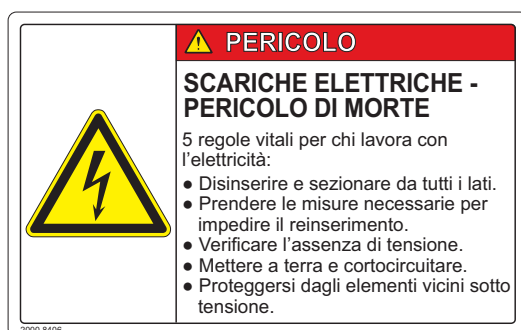 PERICOLO
SCARICHE ELETTRICHE -
PERICOLO DI MORTE
5 regole vitali per chi lavora con
l'elettricità:
● Disinserire e sezionare da tutti i lati.
● Prendere le misure necessarie per
impedire il reinserimento.
● Verificare l'assenza di tensione.
● Mettere a terra e cortocircuitare.
● Proteggersi dagli elementi vicini sotto
tensione.